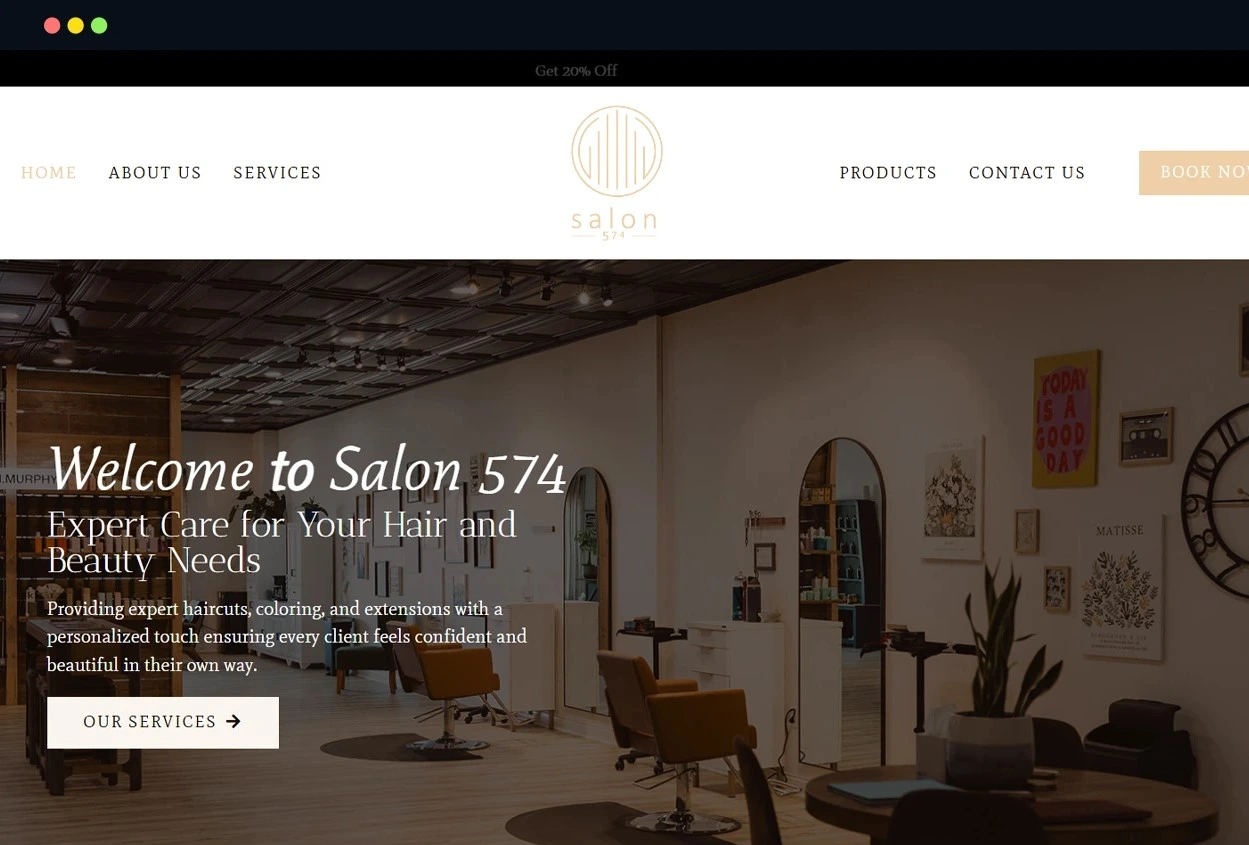 Get 20% Off
HOME
ABOUT US
SERVICES
salon
574
PRODUCTS
CONTACT US
BOOK NOW
.MURPHY
TODAY
IS A
GOOD
DAY
MATISSE
Welcome to Salon 574
Expert Care for Your Hair and
Beauty Needs
Providing expert haircuts, coloring, and extensions with a
personalized touch ensuring every client feels confident and
beautiful in their own way.
OUR SERVICES